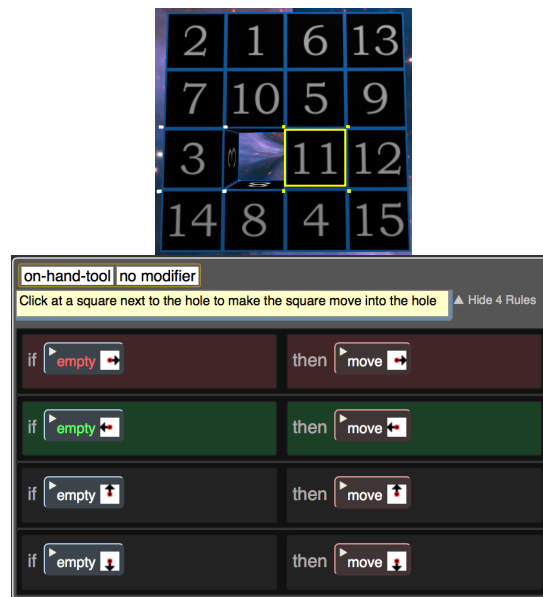 2 1 6 13
7 10 5 9
3 3 11 12
8
14 8 4 15
on-hand-tool no modifier
Click at a square next to the hole to make the square move into the hole
Hide 4 Rules
if empty then move
if empty then move
if empty then move
if empty then move